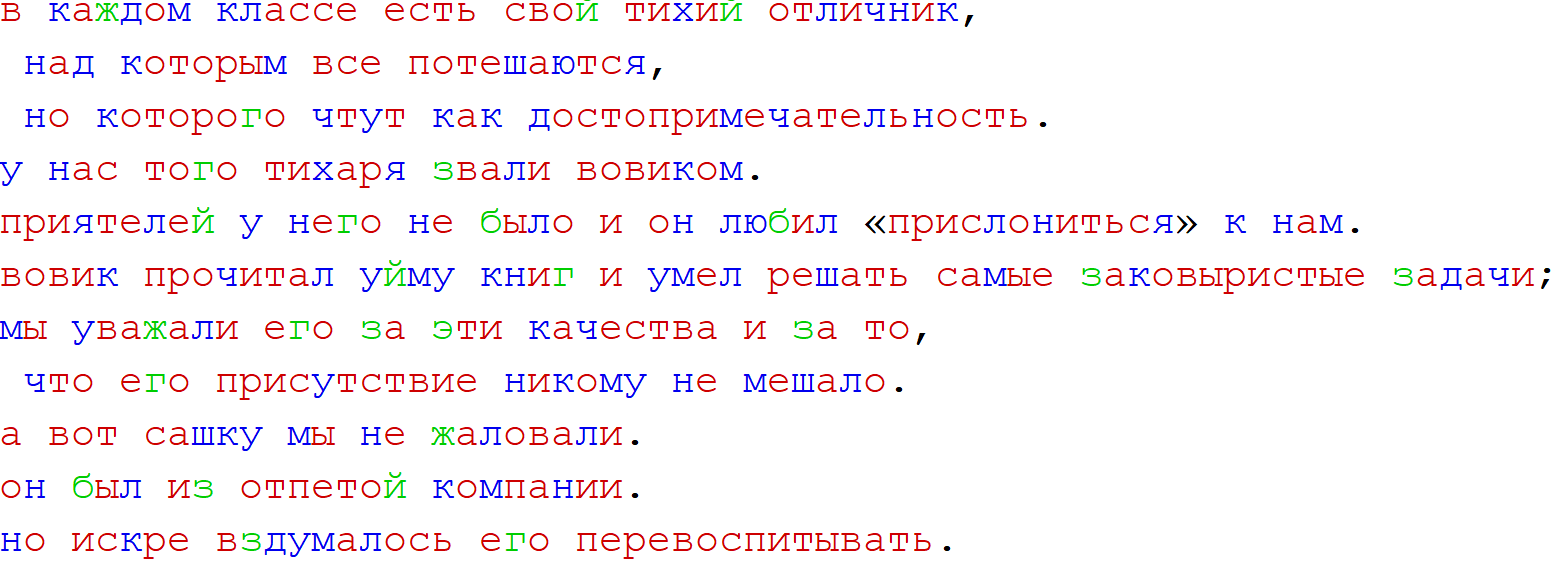 в каждом классе есть свой тихий отличник,
над которым все потешаются,
но которого чтут как достопримечательность.
у нас того тихаря звали вовиком.
приятелей у него не было и он любил «прислониться» к нам.
вовик прочитал уйму книг и умел решать самые заковыристые задачи;
мы уважали его за эти качества и за то,
что его присутствие никому не мешало.
а вот сашку мы не жаловали.
он был из отпетой компании.
но искре вздумалось его перевоспитывать.